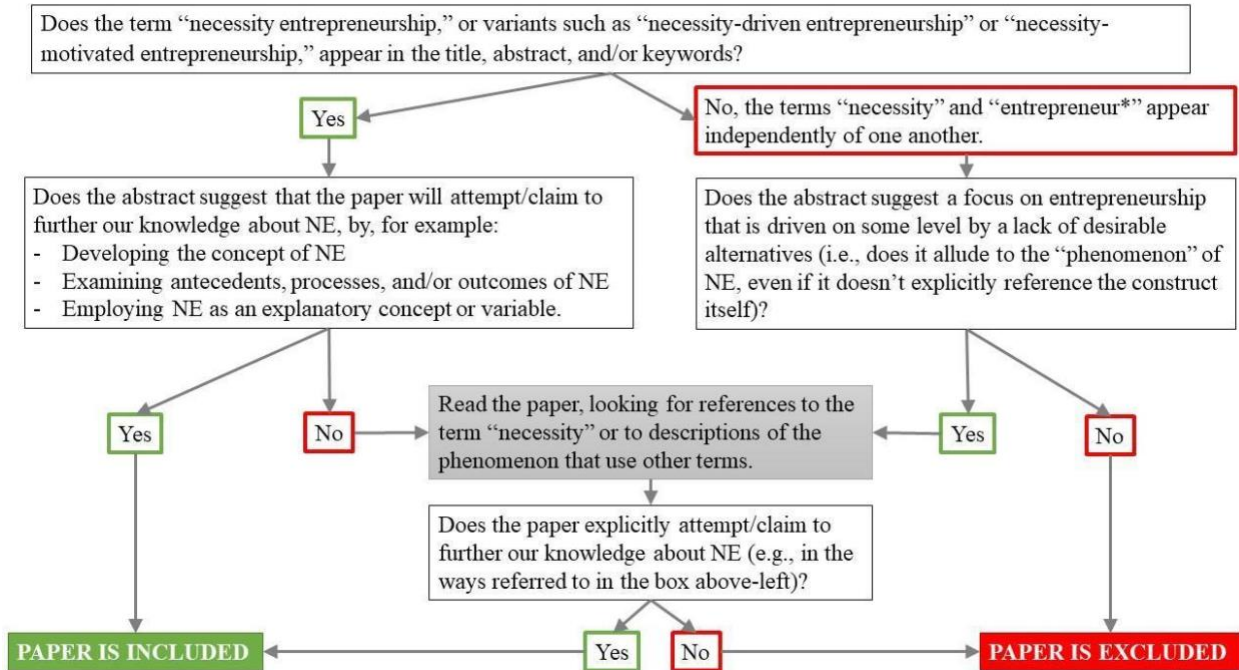 Does the term “necessity entrepreneurship,” or variants such as “necessity-driven entrepreneurship” or “necessity-
motivated entrepreneurship,” appear in the title, abstract, and/or keywords?
Yes
No, the terms “necessity” and “entrepreneur*” appear
independently of one another.
Does the abstract suggest that the paper will attempt/claim to
further our knowledge about NE, by, for example:
- Developing the concept of NE
- Examining antecedents, processes, and/or outcomes of NE
- Employing NE as an explanatory concept or variable.
Does the abstract suggest a focus on entrepreneurship
that is driven on some level by a lack of desirable
alternatives (i.e., does it allude to the “phenomenon” of
NE, even if it doesn’t explicitly reference the construct
itself)?
Yes
No
Read the paper, looking for references to the
term “necessity” or to descriptions of the
phenomenon that use other terms.
Yes
No
Does the paper explicitly attempt/claim to
further our knowledge about NE (e.g., in the
ways referred to in the box above-left)?
PAPER IS INCLUDED
Yes
No
PAPER IS EXCLUDED